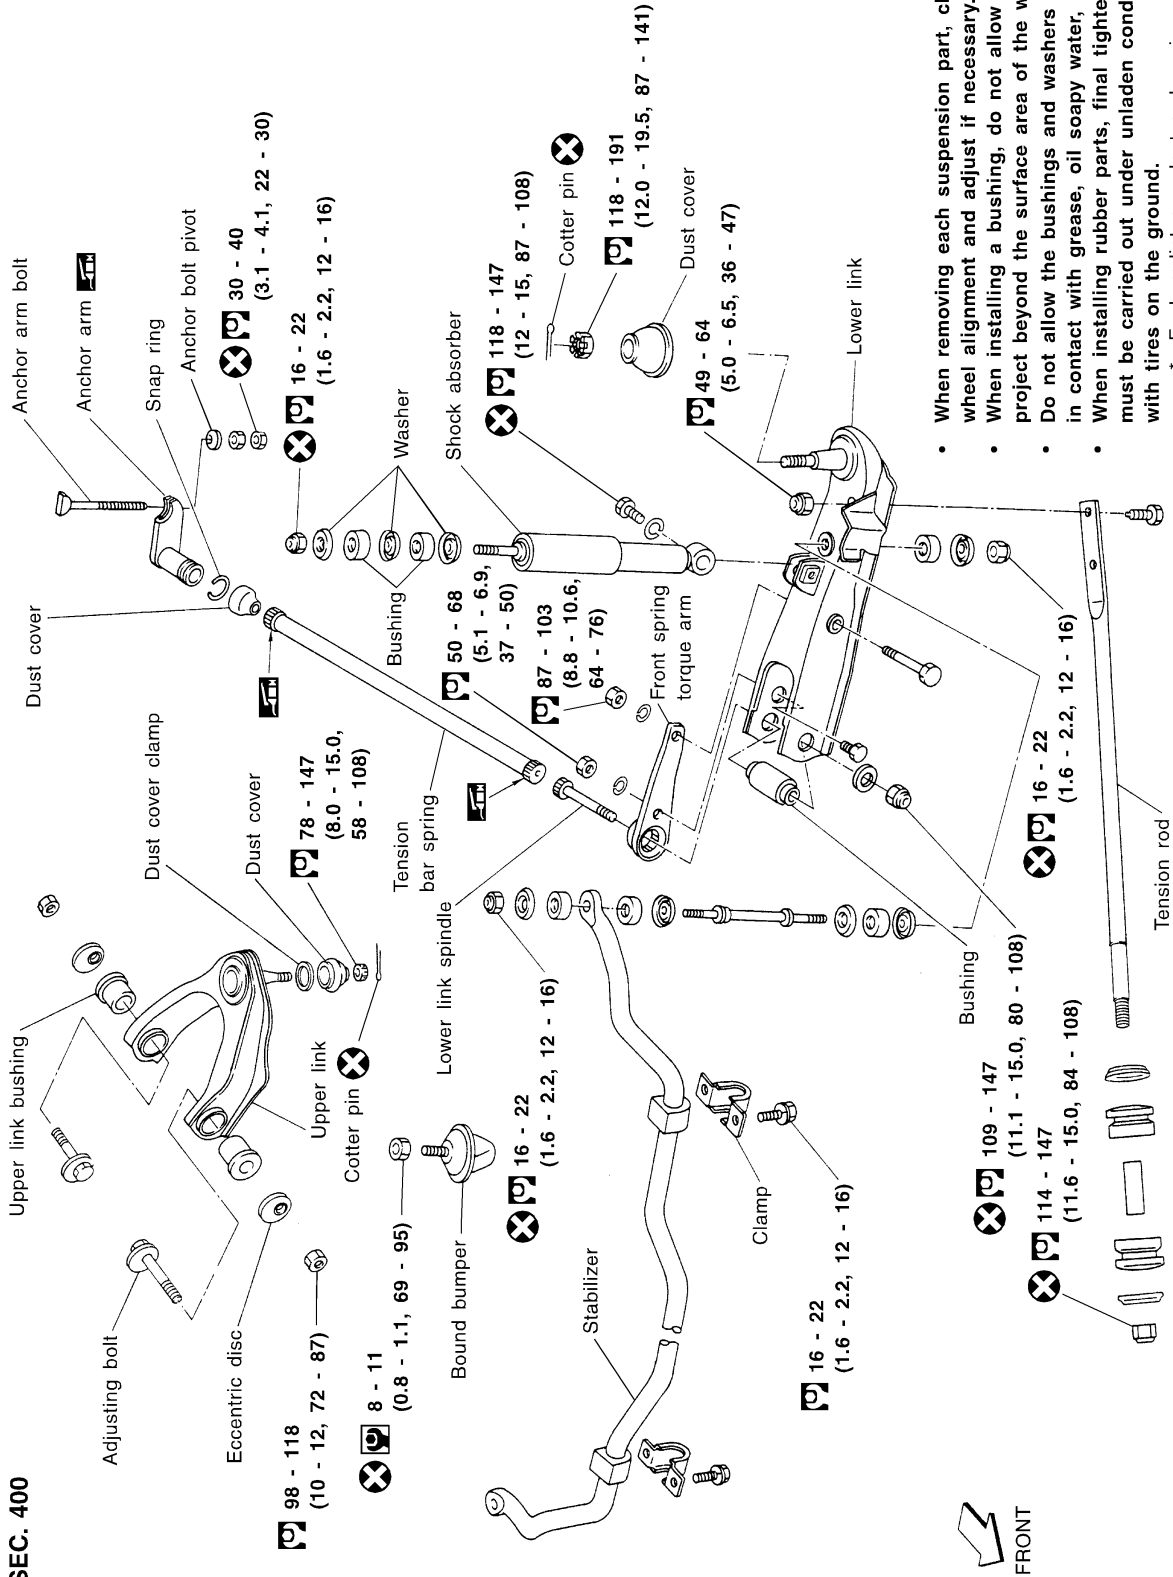 SEC. 400
Upper link bushing
Adjusting bolt
Eccentric disc
98 - 118
(10 - 12, 72 - 87)
8 - 11
(0.8 - 1.1, 69 - 95)
Bound bumper
Upper link
Cotter pin
Dust cover clamp
Dust cover
78 - 147
(8.0 - 15.0,
58 - 108)
Tension
bar spring
Lower link spindle
16 - 22
(1.6 - 2.2, 12 - 16)
Stabilizer
Clamp
16 - 22
(1.6 - 2.2, 12 - 16)
FRONT
Anchor arm bolt
Anchor arm
Snap ring
Anchor bolt pivot
Dust cover
30 - 40
(3.1 - 4.1, 22 - 30)
16 - 22
(1.6 - 2.2, 12 - 16)
Washer
Bushing
Shock absorber
50 - 68
(5.1 - 6.9,
37 - 50)
87 - 103
(8.8 - 10.6,
64 - 76)
Front spring
torque arm
118 - 147
(12 - 15, 87 - 108)
Cotter pin
118 - 191
(12.0 - 19.5, 87 - 141)
Dust cover
49 - 64
(5.0 - 6.5, 36 - 47)
Lower link
Bushing
109 - 147
(11.1 - 15.0, 80 - 108)
114 - 147
(11.6 - 15.0, 84 - 108)
16 - 22
(1.6 - 2.2, 12 - 16)
Tension rod
• When removing each suspension part,
wheel alignment and adjust if necessary.
• When installing a bushing, do not allow
project beyond the surface area of the
• Do not allow the bushings and washers
in contact with grease, oil soapy water,
• When installing rubber parts, final
must be carried out under unladen
with tires on the ground.